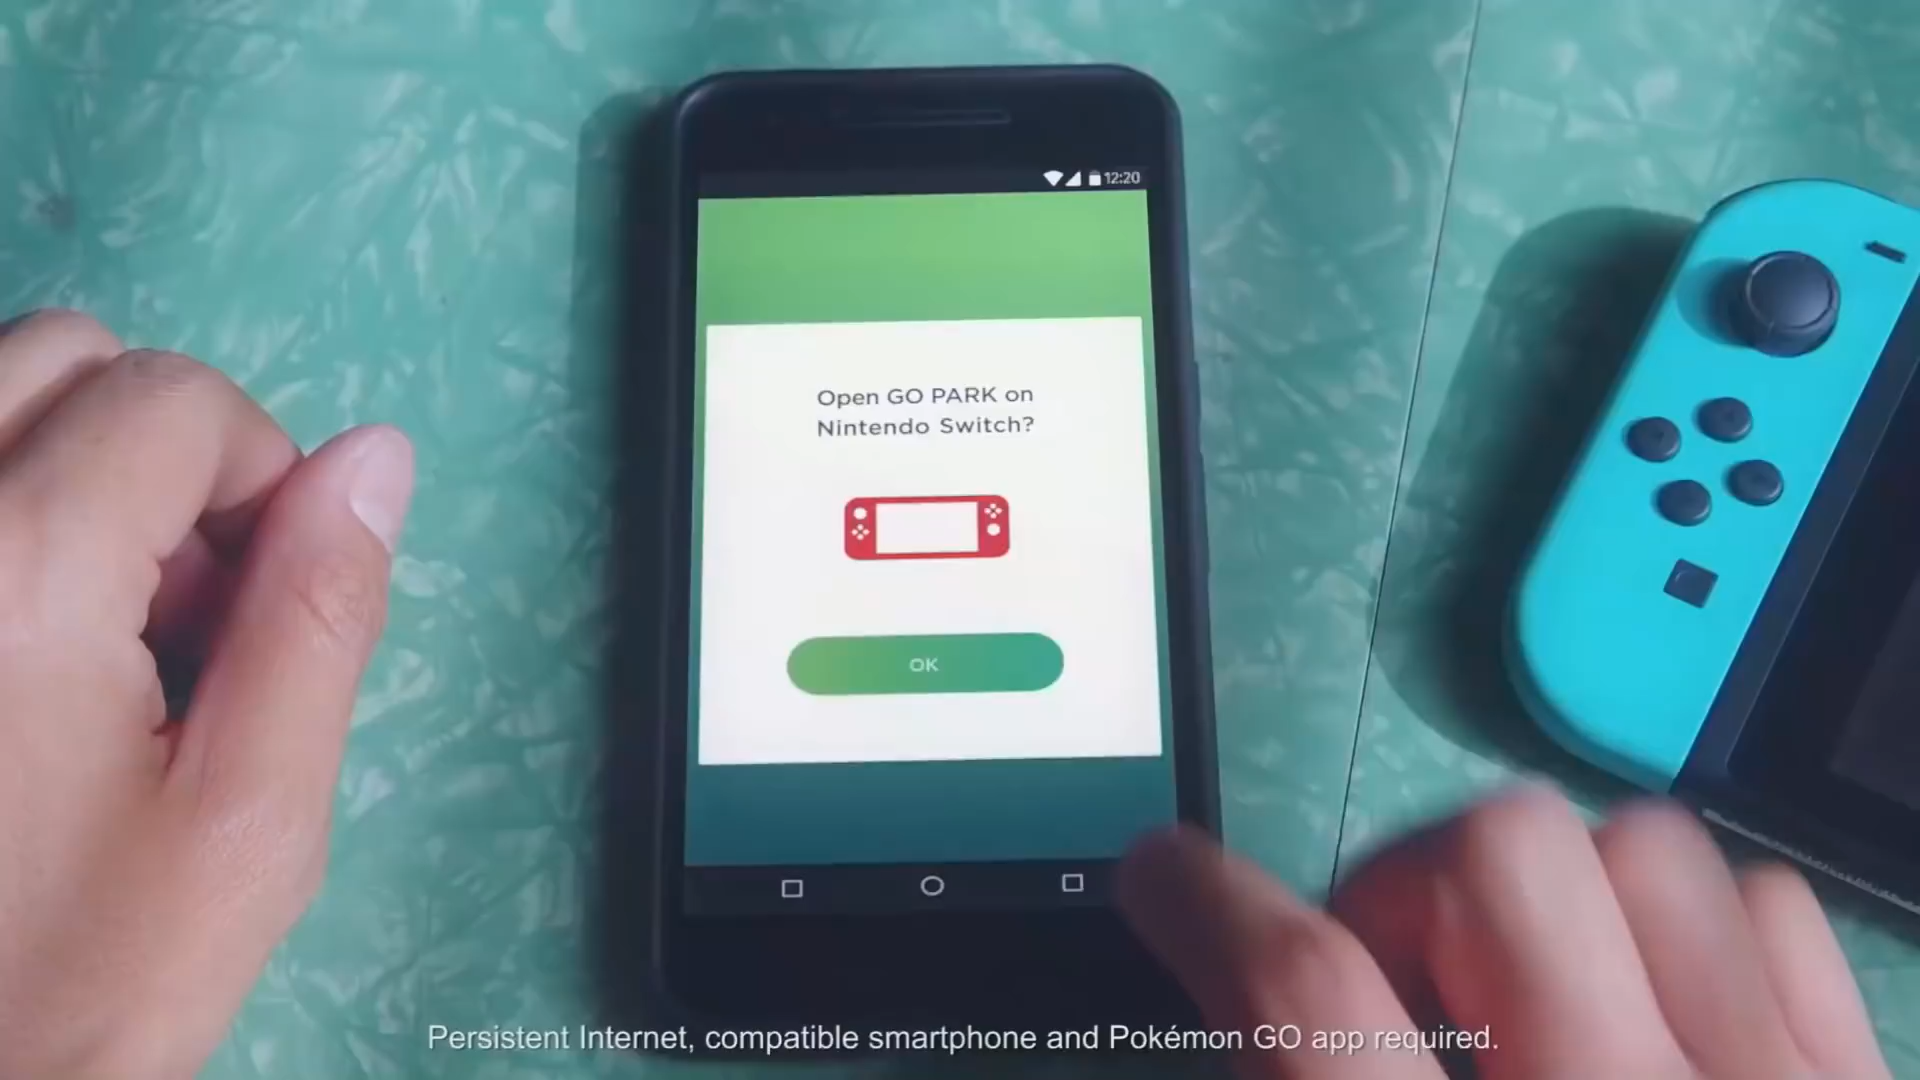 12:20
Open GO PARK on
Nintendo Switch?
OK
Persistent Internet, compatible smartphone and Pokémon GO app required.